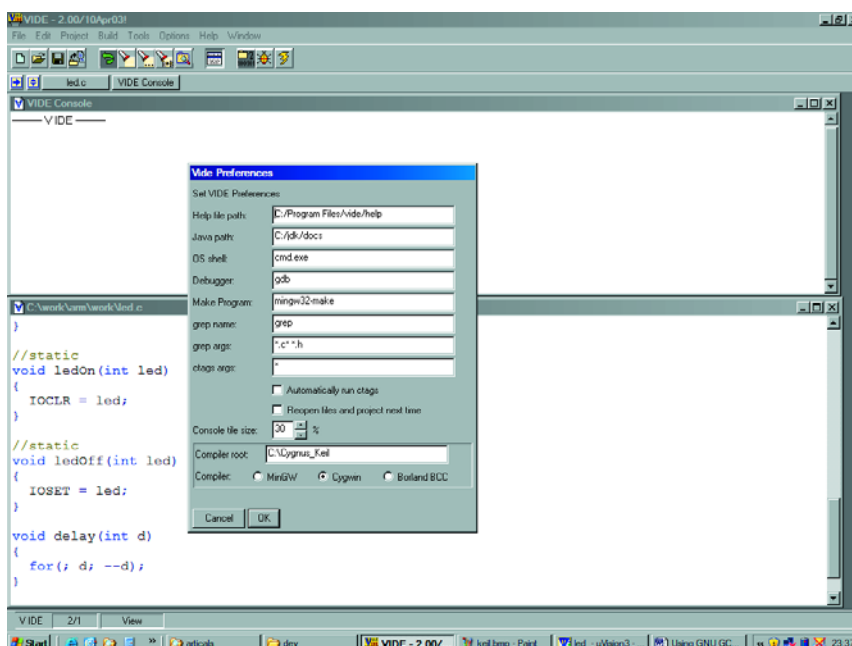 VIDE - 2.00/10Apr03!
File Edit Project Build Tools Options Help Window
led.c VIDE Console
VIDE Console
VIDE
Vide Preferences
Set VIDE Preferences
Help file path: C:/Program Files/vide/help
Java path: C:/jdk/docs
OS shell: cmd.exe
Debugger: gdb
Make Program: mingw32-make
grep name: grep
grep args: *.c* *.h
ctags args: *
Automatically run ctags
Reopen files and project next time
Console tile size: 30 %
Compiler root: C:\Cygnus_Keil
Compiler: MinGW Cygwin Borland BCC
Cancel OK
C:\work\arm\work\led.c
}
//static
void ledOn(int led)
{
IOCLR = led;
}
//static
void ledOff(int led)
{
IOSET = led;
}
void delay(int d)
{
for(; d; --d);
}
VIDE 2/1 View
Start articals dev VIDE - 2.00/ keil.bmp - Paint led - uVision3 - Using GNU GC... 23:3